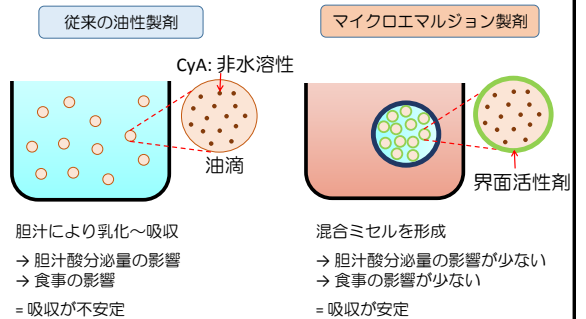 従来の油性製剤
CyA: 非水溶性
油滴
胆汁により乳化～吸収
→ 胆汁酸分泌量の影響
→ 食事の影響
= 吸収が不安定
マイクロエマルジョン製剤
界面活性剤
混合ミセルを形成
→ 胆汁酸分泌量の影響が少ない
→ 食事の影響が少ない
= 吸収が安定